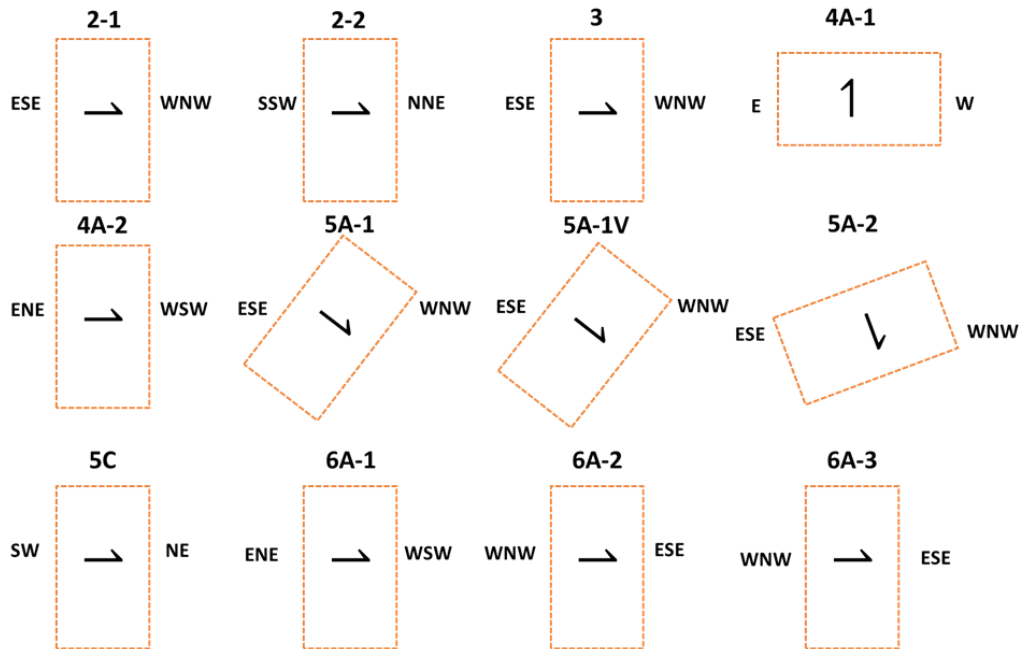 2-1 2-2 3 4A-1
ESE WNW SSW NNE ESE WNW E W
4A-2 5A-1 5A-1V 5A-2
ENE WSW ESE WNW ESE WNW ESE WNW
5C 6A-1 6A-2 6A-3
SW NE ENE WSW WNW ESE WNW ESE